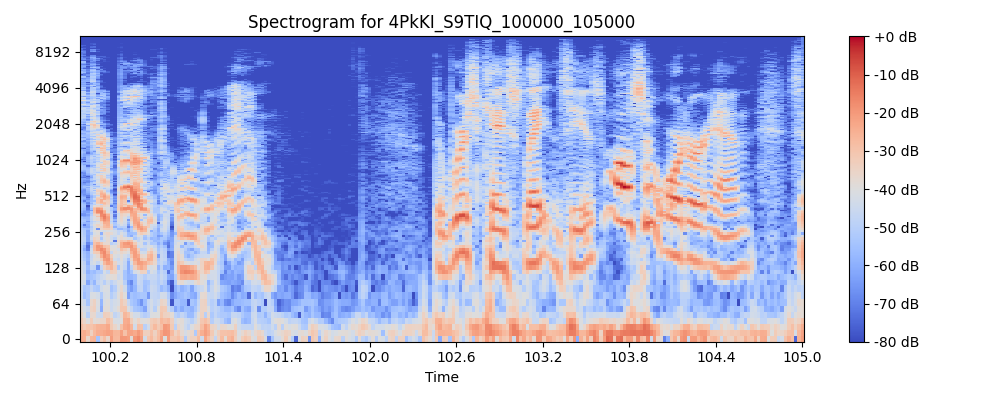 Spectrogram for 4PkKI_S9TIQ_100000_105000
8192
4096
2048
1024
512
256
128
64
0
Hz
100.2 100.8 101.4 102.0 102.6 103.2 103.8 104.4 105.0
Time
+0 dB
-10 dB
-20 dB
-30 dB
-40 dB
-50 dB
-60 dB
-70 dB
-80 dB